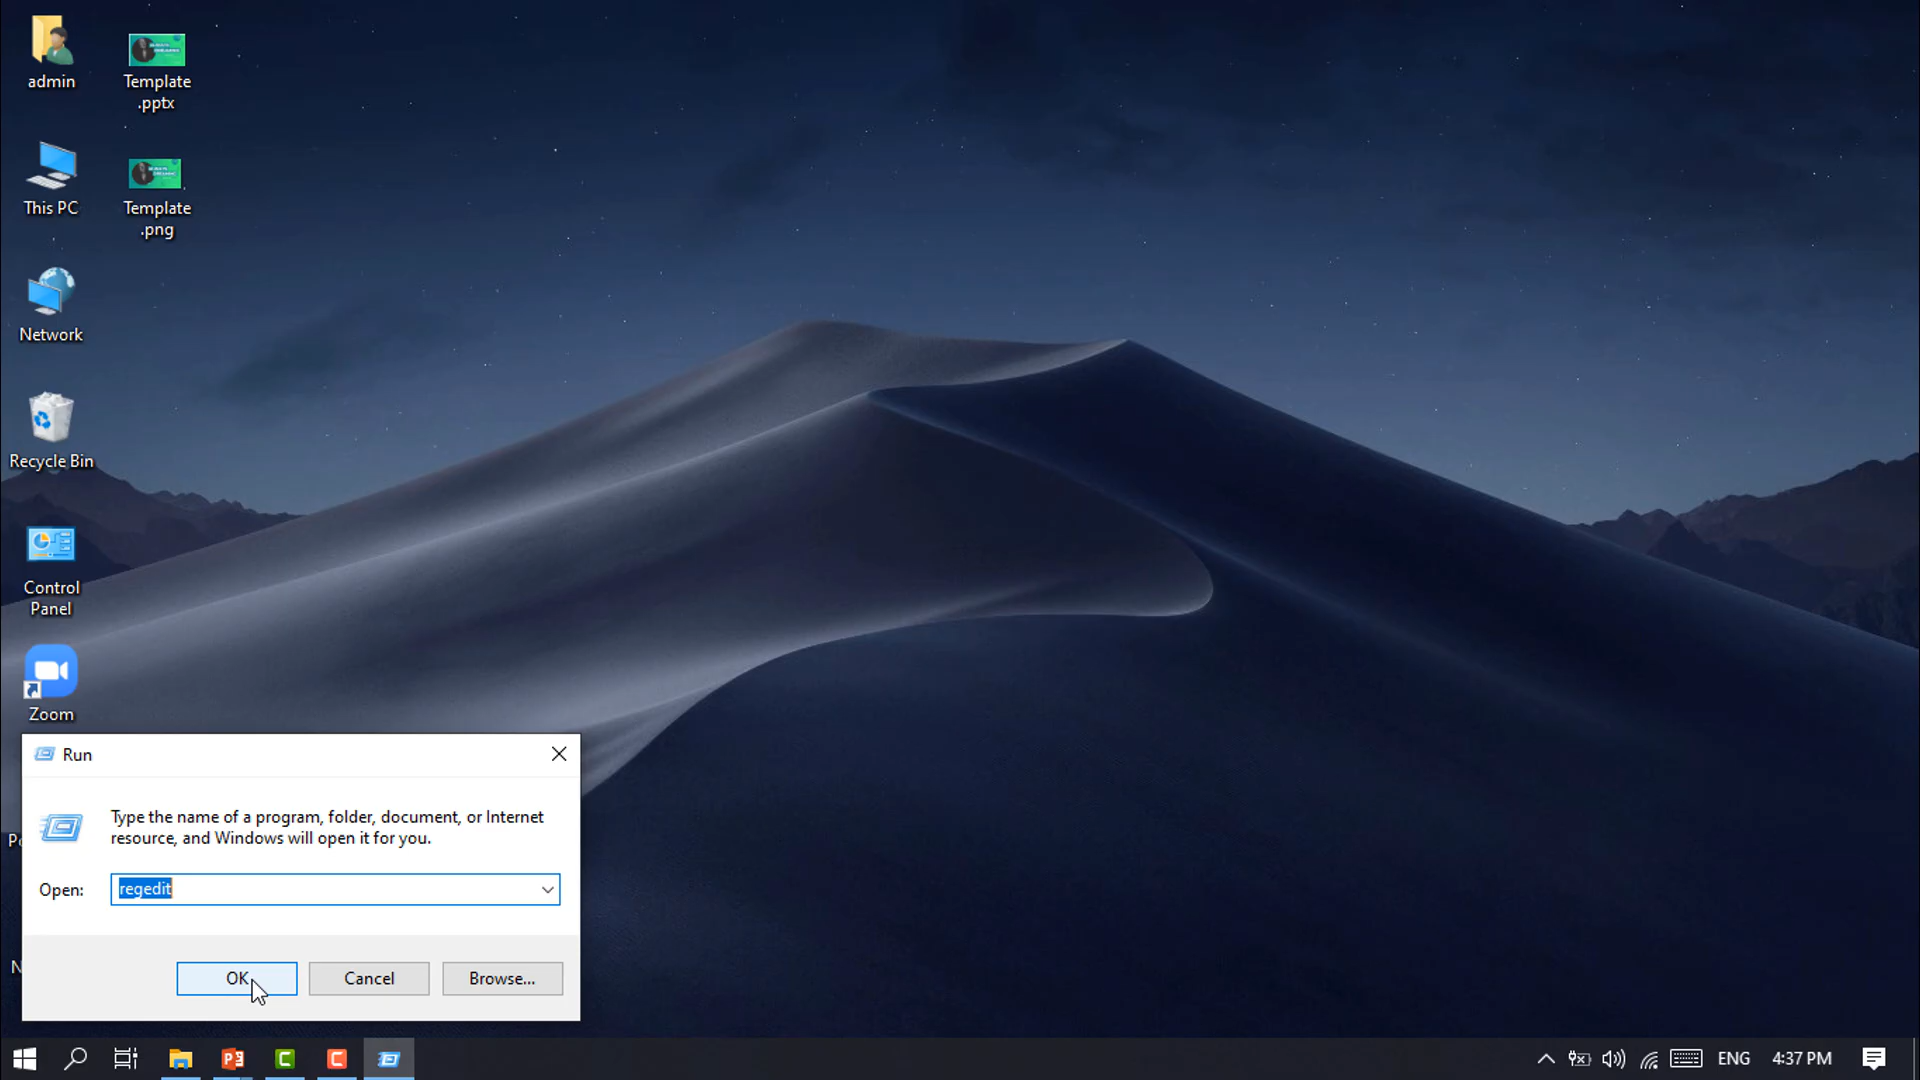 admin
Template
.pptx
This PC
Template
.png
Network
Recycle Bin
Control
Panel
Zoom
Run
Type the name of a program, folder, document, or Internet
resource, and Windows will open it for you.
Open:
regedit
OK
Cancel
Browse...
ENG
4:37 PM